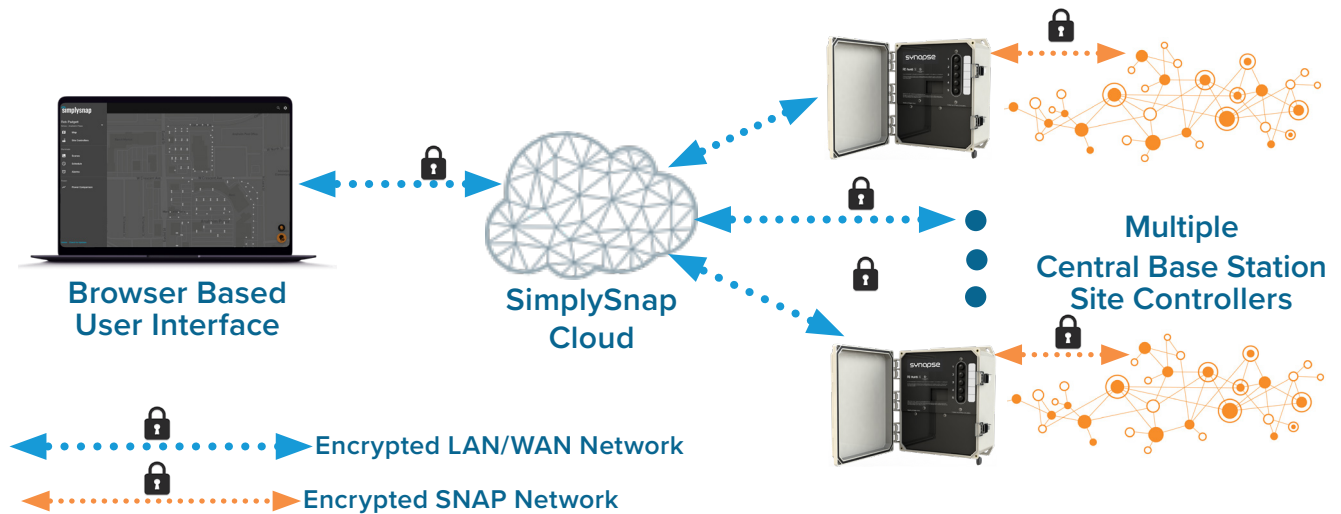 simplysnap
synapse
Browser Based
User Interface
SimplySnap
Cloud
Multiple
Central Base Station
Site Controllers
synapse
Encrypted LAN/WAN Network
Encrypted SNAP Network